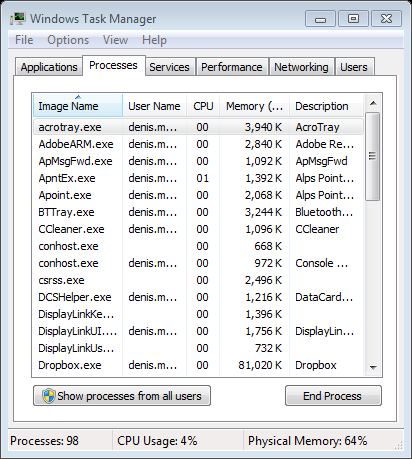 Windows Task Manager
File Options View Help
Applications Processes Services Performance Networking Users
Image Name User Name CPU Memory (... Description
acrotray.exe denis.m... 00 3,940 K AcroTray
AdobeARM.exe denis.m... 00 2,840 K Adobe Re...
ApMsgFwd.exe denis.m... 00 1,092 K ApMsgFwd
ApntEx.exe denis.m... 01 1,392 K Alps Point...
Apoint.exe denis.m... 00 2,068 K Alps Point...
BTTray.exe denis.m... 00 3,244 K Bluetooth...
CCleaner.exe denis.m... 00 1,096 K CCleaner
conhost.exe 00 668 K
conhost.exe denis.m... 00 972 K Console ...
csrss.exe 00 2,496 K
DCSHelper.exe denis.m... 00 1,216 K DataCard...
DisplayLinkKe... 00 1,396 K
DisplayLinkUI.... denis.m... 00 1,756 K DisplayLin...
DisplayLinkUs... 00 732 K
Dropbox.exe denis.m... 00 81,020 K Dropbox
Show processes from all users End Process
Processes: 98 CPU Usage: 4% Physical Memory: 64%